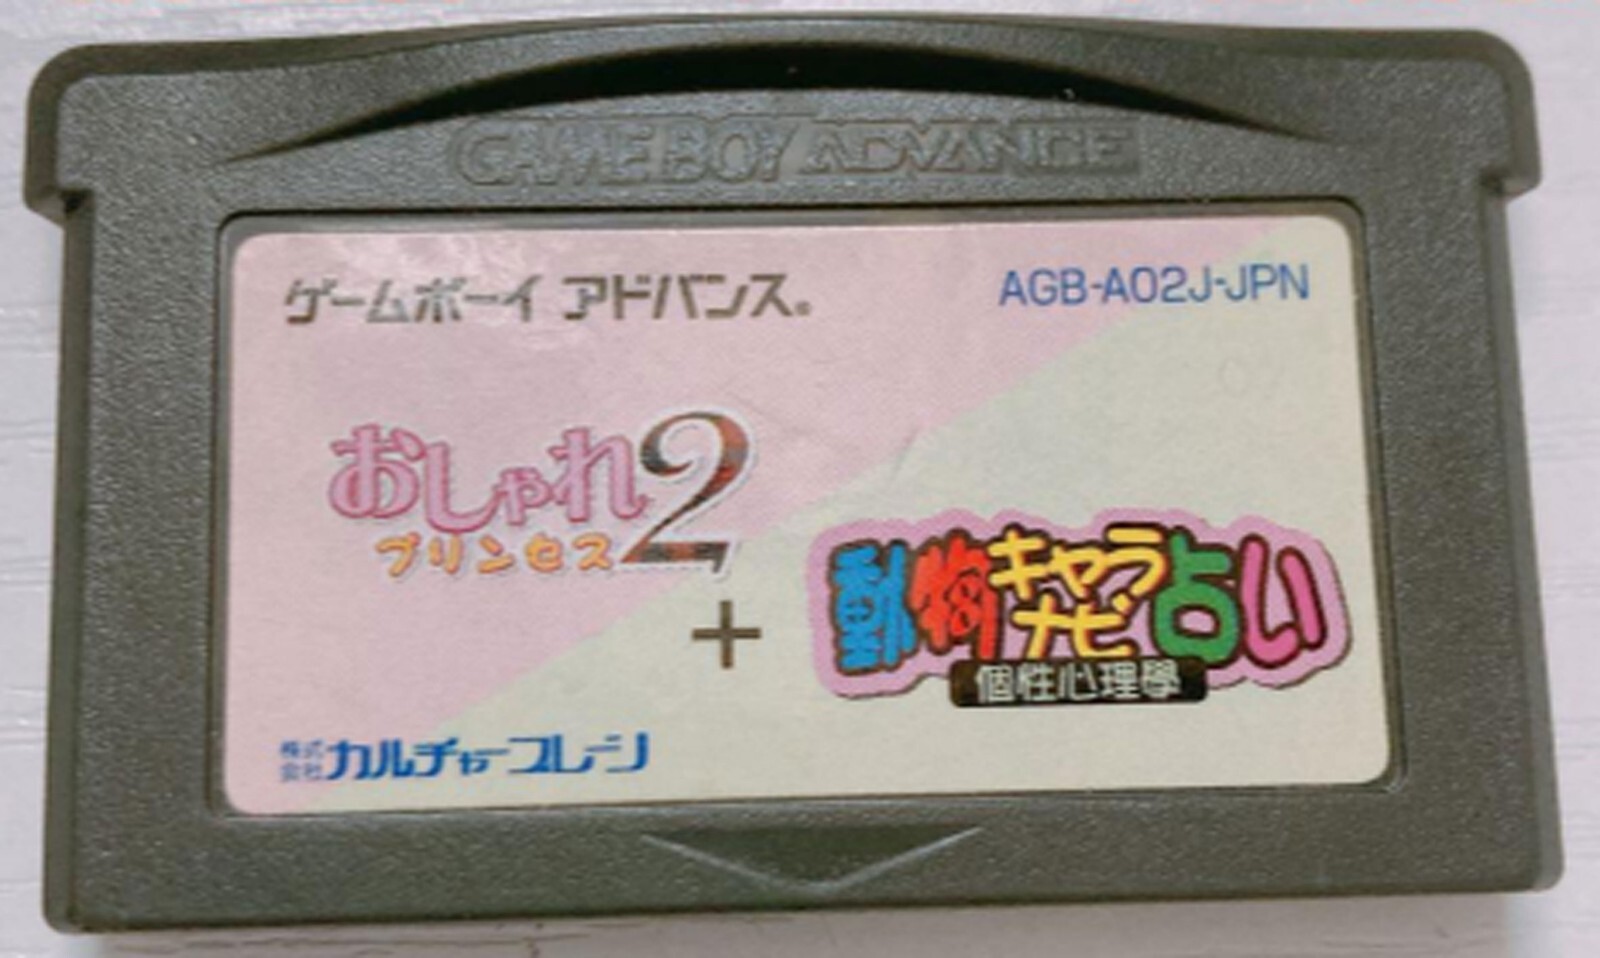 GAME BOY ADVANCE
ゲームボーイ アドバンス®
AGB-A02J-JPN
おしゃれ2
プリンセス
+
動物キャラナビ占い
個性心理學
株式会社カルチャーブレーン